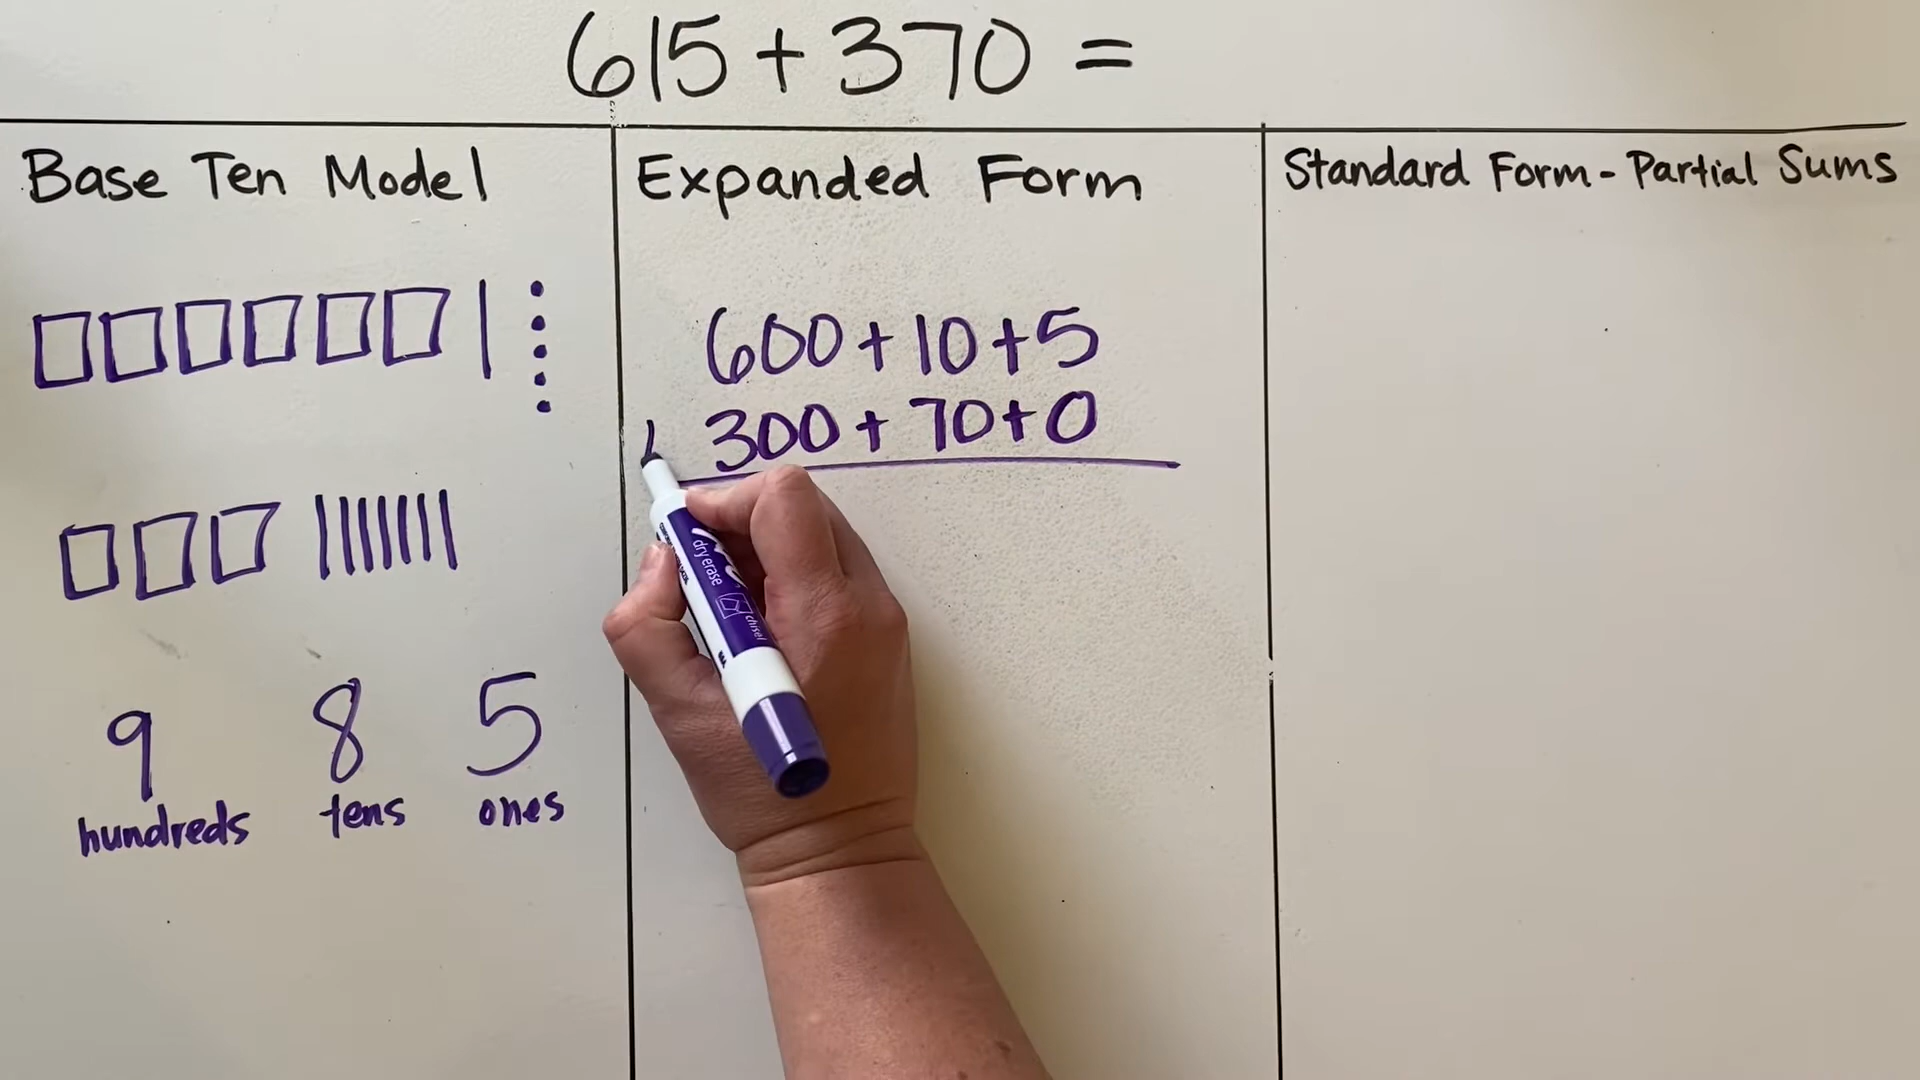 615 + 370 =
Base Ten Model
Expanded Form
Standard Form - Partial Sums
600 + 10 + 5
300 + 70 + 0
9 8 5
hundreds tens ones
dry erase
chisel